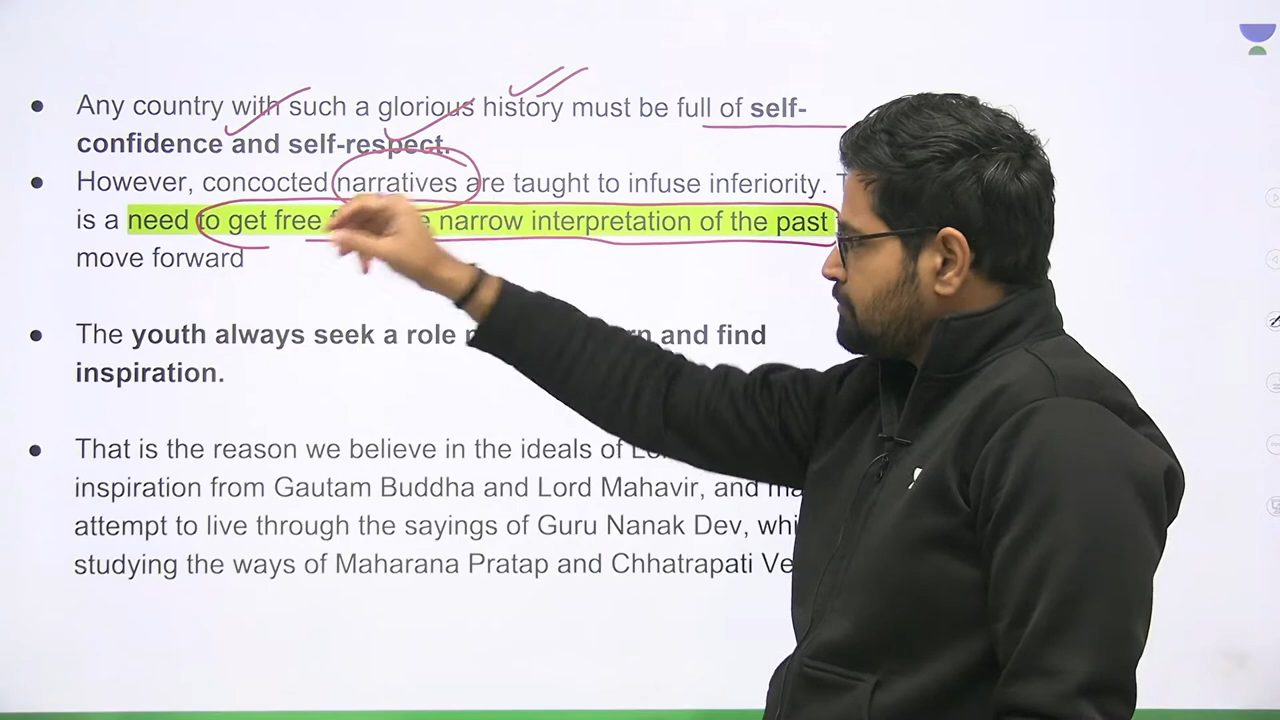 Any country with such a glorious history must be full of self-
confidence and self-respect.
However, concocted narratives are taught to infuse inferiority.
is a need to get free narrow interpretation of the past
move forward
The youth always seek a role and find
inspiration.
That is the reason we believe in the ideals of
inspiration from Gautam Buddha and Lord Mahavir, and
attempt to live through the sayings of Guru Nanak Dev,
studying the ways of Maharana Pratap and Chhatrapati